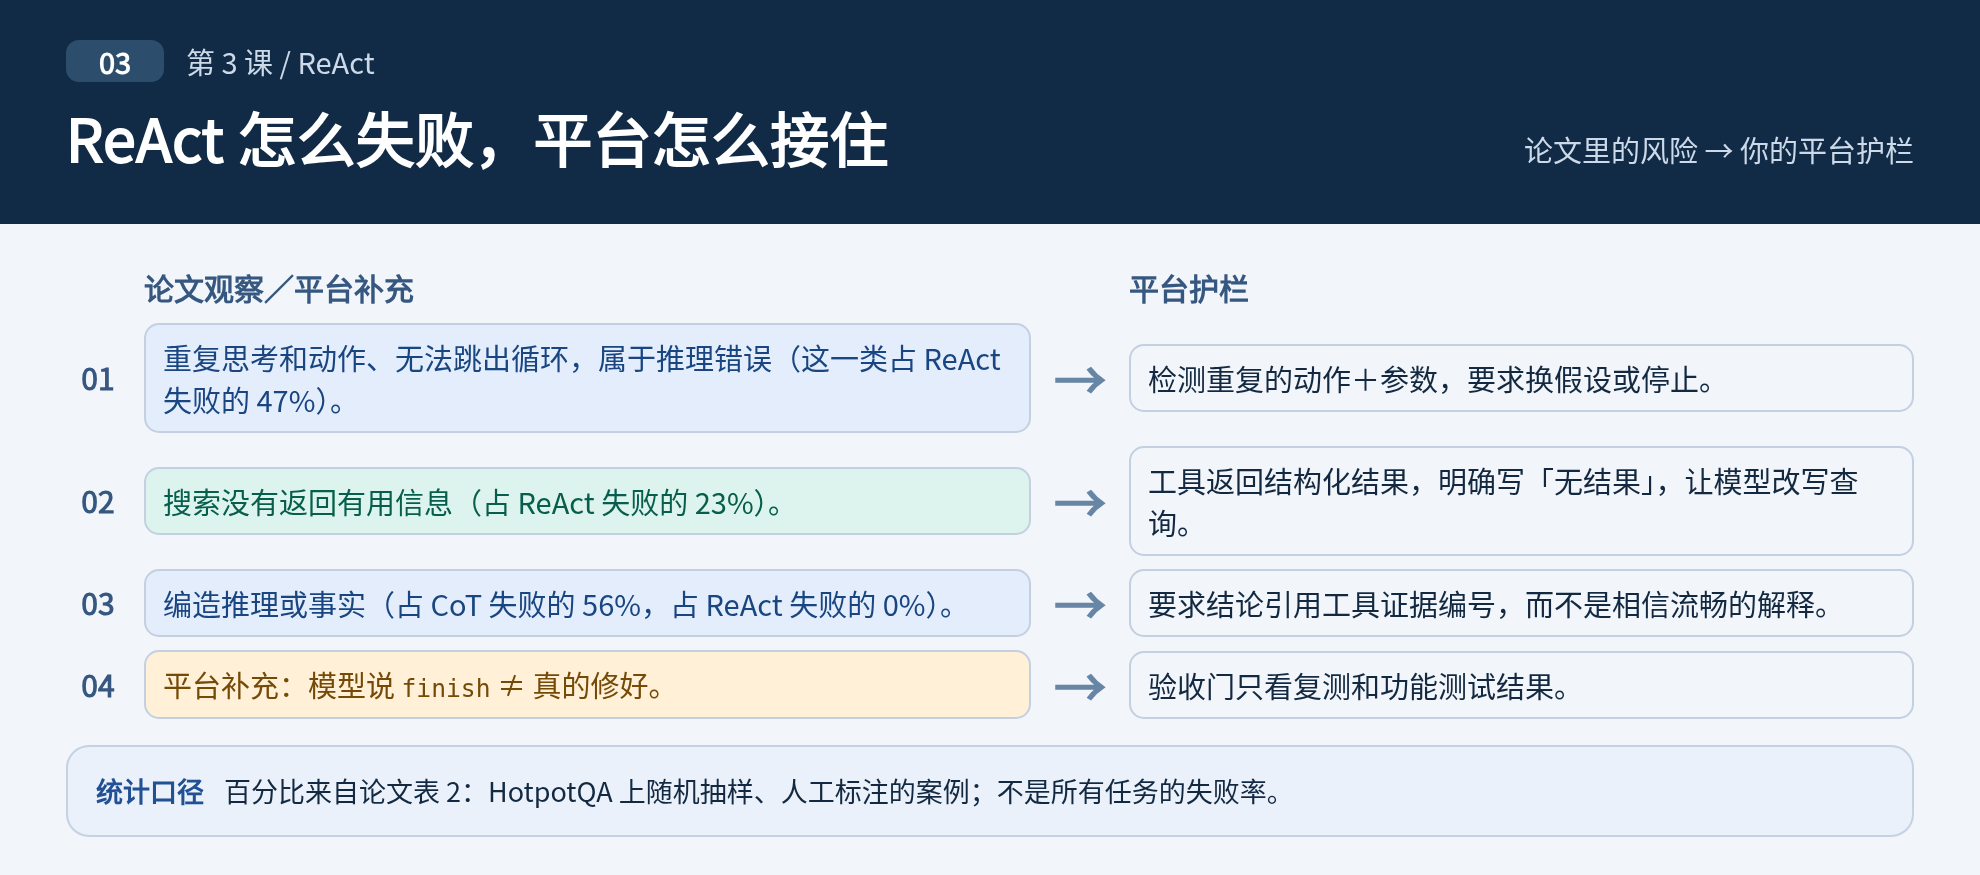 03
第 3 课 / ReAct
ReAct 怎么失败，平台怎么接住
论文里的风险 → 你的平台护栏
论文观察／平台补充
平台护栏
01
重复思考和动作、无法跳出循环，属于推理错误（这一类占 ReAct
失败的 47%）。
→
检测重复的动作＋参数，要求换假设或停止。
02
搜索没有返回有用信息（占 ReAct 失败的 23%）。
→
工具返回结构化结果，明确写「无结果」，让模型改写查
询。
03
编造推理或事实（占 CoT 失败的 56%，占 ReAct 失败的 0%）。
→
要求结论引用工具证据编号，而不是相信流畅的解释。
04
平台补充：模型说 finish ≠ 真的修好。
→
验收门只看复测和功能测试结果。
统计口径 百分比来自论文表 2：HotpotQA 上随机抽样、人工标注的案例；不是所有任务的失败率。